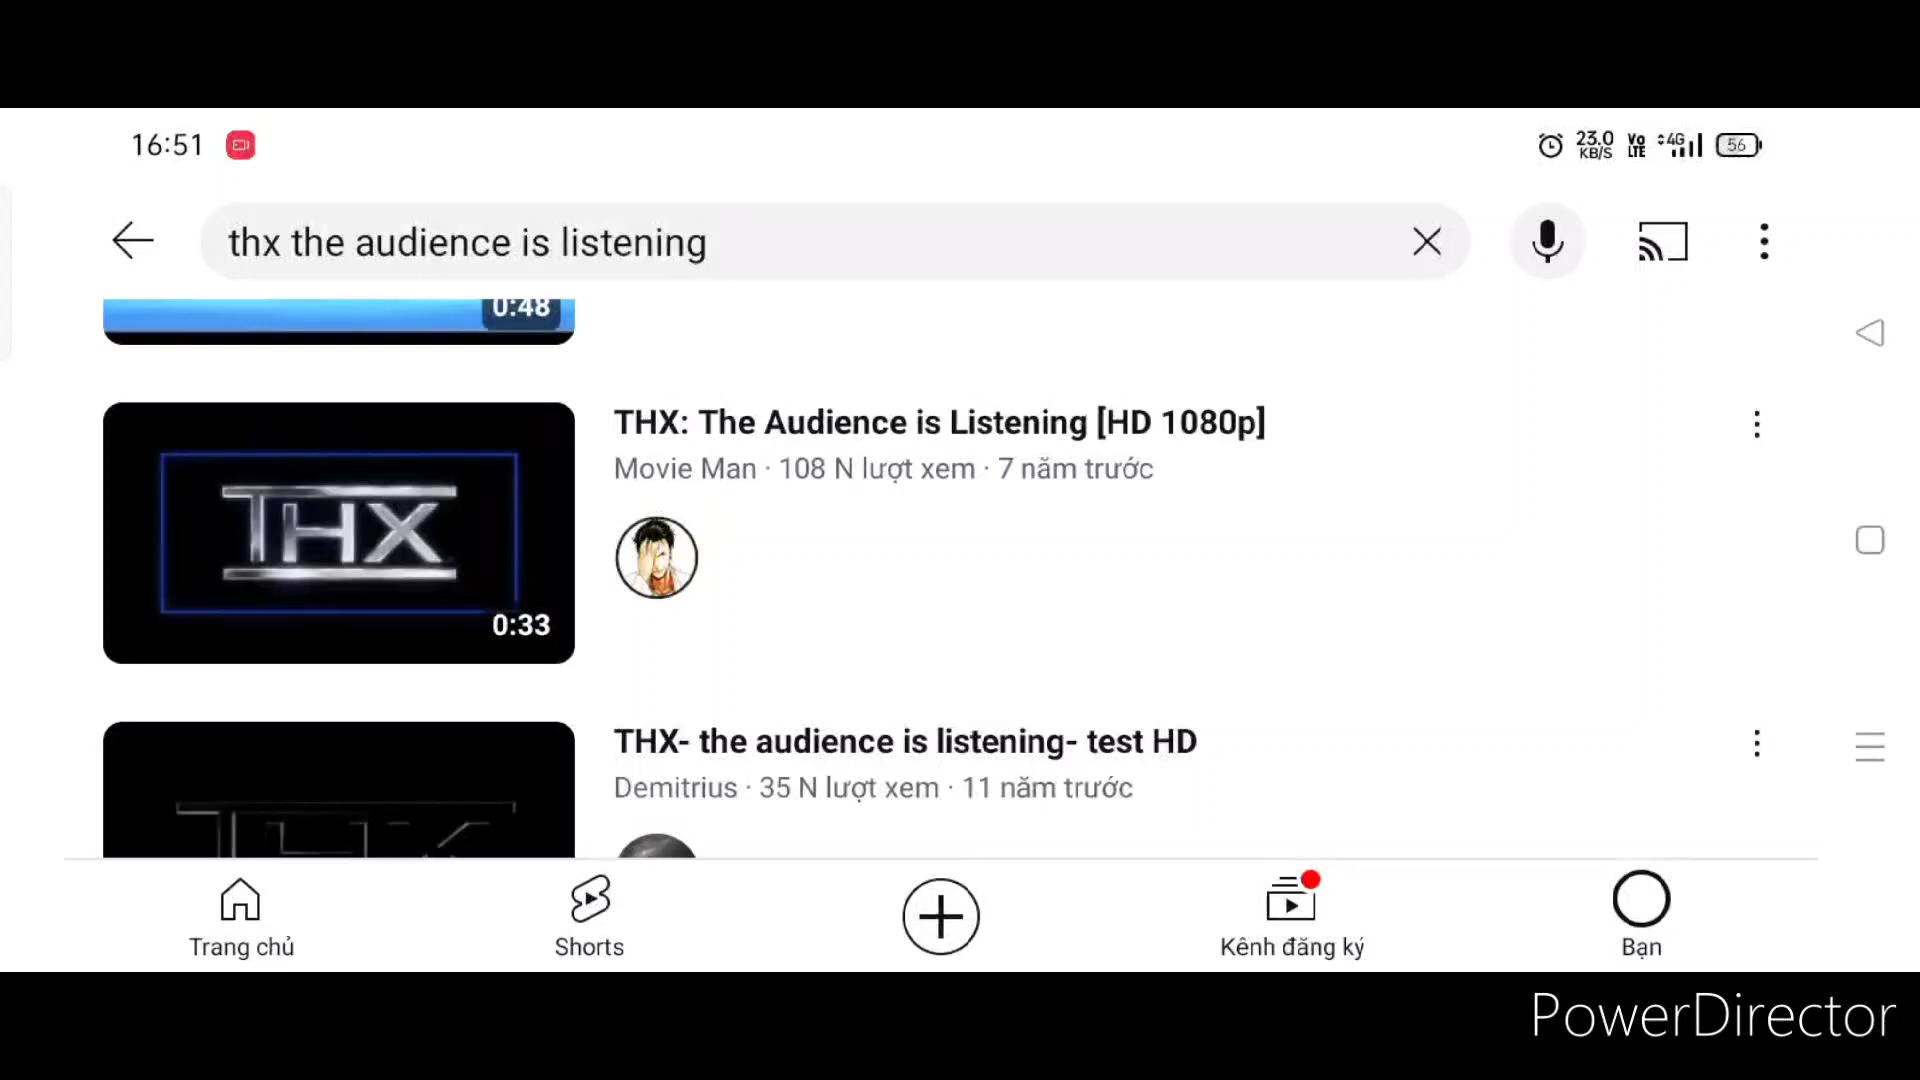 16:51
23.0 KB/S Vo LTE 4G 56
thx the audience is listening
0:48
THX: The Audience is Listening [HD 1080p]
Movie Man · 108 N lượt xem · 7 năm trước
THX
0:33
THX- the audience is listening- test HD
Demitrius · 35 N lượt xem · 11 năm trước
THX
Trang chủ
Shorts
Kênh đăng ký
Bạn
PowerDirector